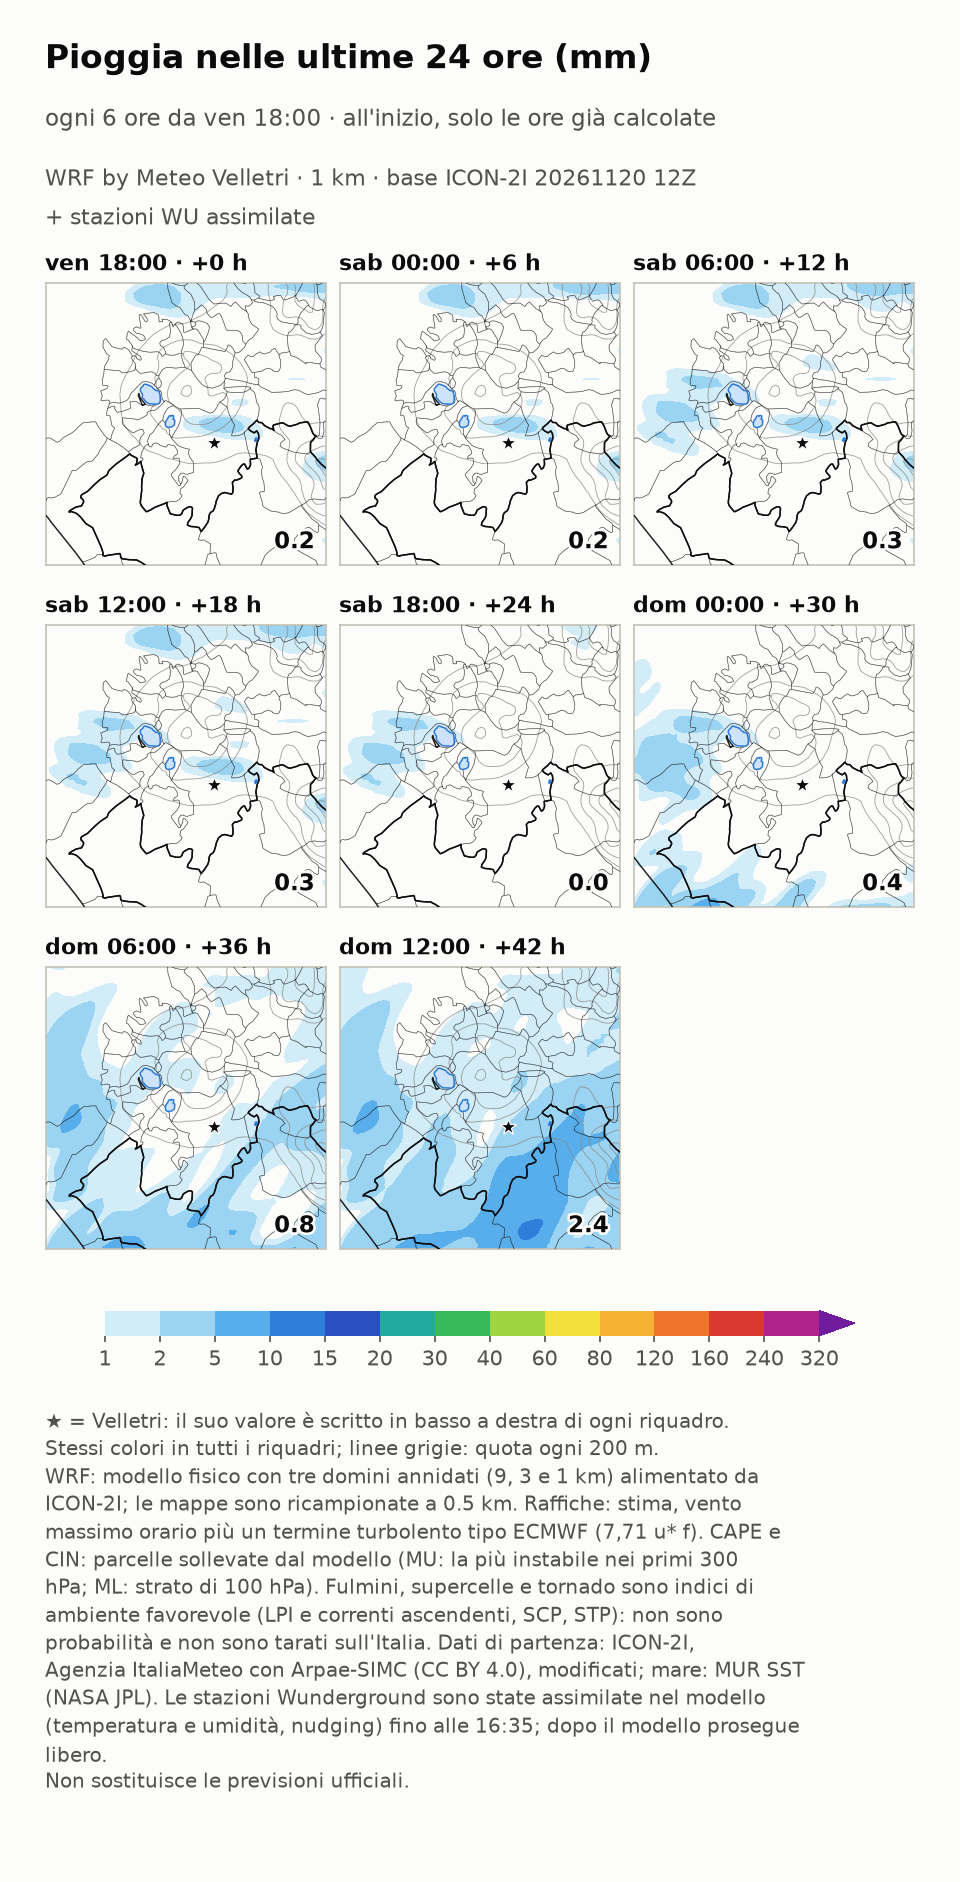 Pioggia nelle ultime 24 ore (mm)
ogni 6 ore da ven 18:00 · all'inizio, solo le ore già calcolate
WRF by Meteo Velletri · 1 km · base ICON-2I 20261120 12Z
+ stazioni WU assimilate
ven 18:00 · +0 h
sab 00:00 · +6 h
sab 06:00 · +12 h
0.2
0.2
0.3
sab 12:00 · +18 h
sab 18:00 · +24 h
dom 00:00 · +30 h
0.3
0.0
0.4
dom 06:00 · +36 h
dom 12:00 · +42 h
0.8
2.4
1 2 5 10 15 20 30 40 60 80 120 160 240 320
★ = Velletri: il suo valore è scritto in basso a destra di ogni riquadro.
Stessi colori in tutti i riquadri; linee grigie: quota ogni 200 m.
WRF: modello fisico con tre domini annidati (9, 3 e 1 km) alimentato da
ICON-2I; le mappe sono ricampionate a 0.5 km. Raffiche: stima, vento
massimo orario più un termine turbolento tipo ECMWF (7,71 u* f). CAPE e
CIN: parcelle sollevate dal modello (MU: la più instabile nei primi 300
hPa; ML: strato di 100 hPa). Fulmini, supercelle e tornado sono indici di
ambiente favorevole (LPI e correnti ascendenti, SCP, STP): non sono
probabilità e non sono tarati sull'Italia. Dati di partenza: ICON-2I,
Agenzia ItaliaMeteo con Arpae-SIMC (CC BY 4.0), modificati; mare: MUR SST
(NASA JPL). Le stazioni Wunderground sono state assimilate nel modello
(temperatura e umidità, nudging) fino alle 16:35; dopo il modello prosegue
libero.
Non sostituisce le previsioni ufficiali.